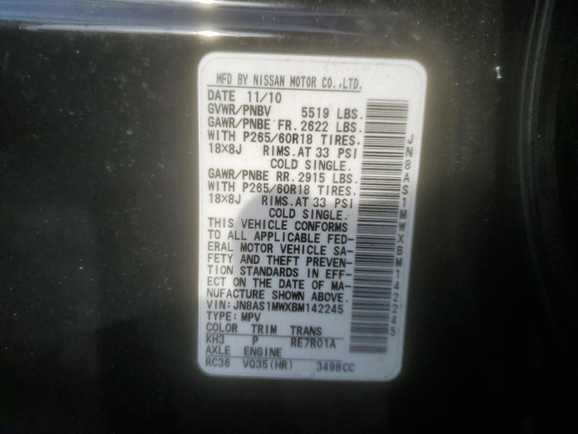 MFD BY NISSAN MOTOR CO.,LTD.
DATE 11/10
GVWR/PNBV 5519 LBS.
GAWR/PNBE FR. 2622 LBS.
WITH P265/60R18 TIRES.
18X8J RIMS. AT 33 PSI
COLD SINGLE.
GAWR/PNBE RR. 2915 LBS.
WITH P265/60R18 TIRES.
18X8J RIMS. AT 33 PSI
COLD SINGLE.
THIS VEHICLE CONFORMS
TO ALL APPLICABLE FED-
ERAL MOTOR VEHICLE SA-
FETY AND THEFT PREVEN-
TION STANDARDS IN EFF-
ECT ON THE DATE OF MA-
NUFACTURE SHOWN ABOVE.
VIN: JN8AS1MWXBM142245
TYPE: MPV
COLOR TRIM TRANS
KH3 P RE7R01A
AXLE ENGINE
RC36 VQ35(HR) 3498CC
JN8AS1MWXBM142245